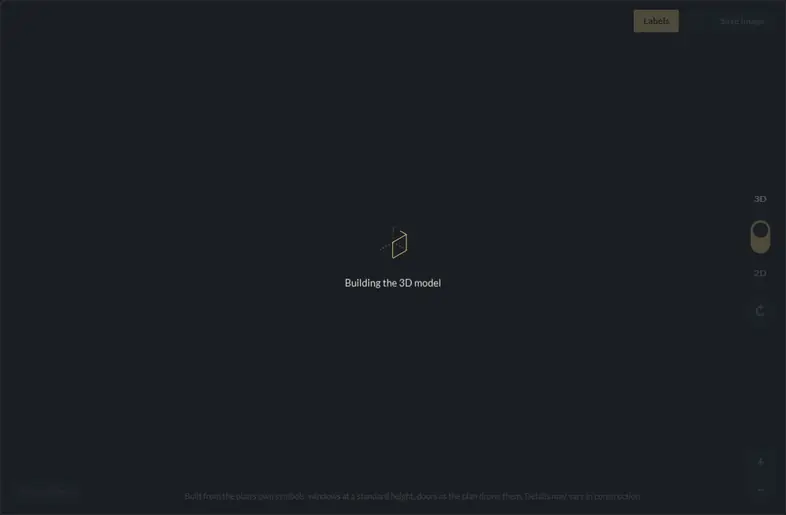 Labels
Save image
3D
Building the 3D model
2D
Built from the plan's own symbols: windows at a standard height, doors as the plan draws them. Details may vary in construction.